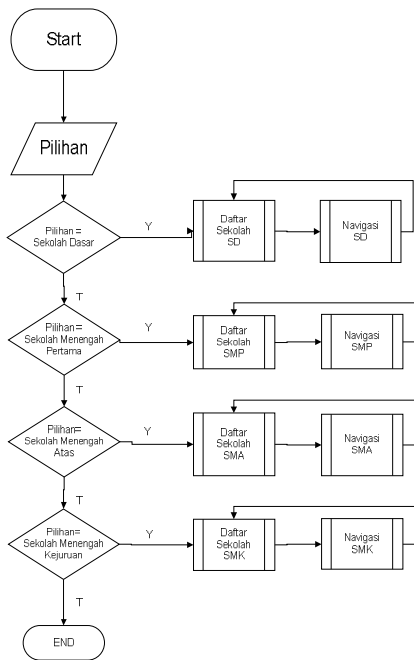 Start
Pilihan
Pilihan =
Sekolah Dasar
Y
Daftar
Sekolah
SD
Navigasi
SD
T
Pilihan=
Sekolah Menengah
Pertama
Y
Daftar
Sekolah
SMP
Navigasi
SMP
T
Pilihan=
Sekolah Menengah
Atas
Y
Daftar
Sekolah
SMA
Navigasi
SMA
T
Pilihan=
Sekolah Menengah
Kejuruan
Y
Daftar
Sekolah
SMK
Navigasi
SMK
T
END